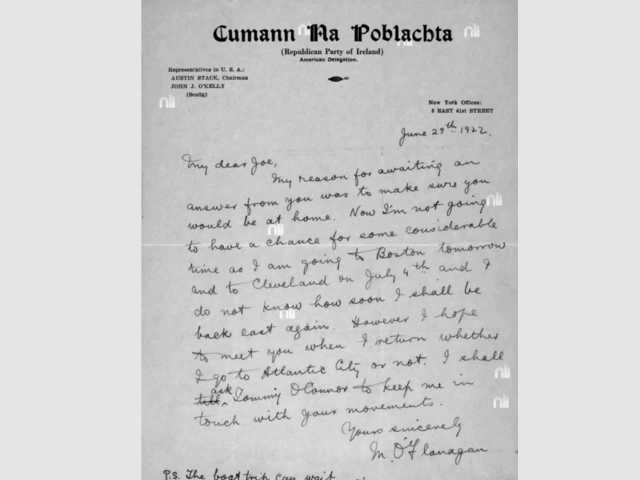 Cumann Na Poblachta
(Republican Party of Ireland)
American Delegation.
Representatives in U. S. A.:
AUSTIN STACK, Chairman
JOHN J. O'KELLY
(Sceilg)
New York Offices:
8 EAST 41st STREET
June 29th 1922.
My dear Joe,
My reason for awaiting an
answer from you was to make sure you
would be at home. Now I'm not going
to have a chance for some considerable
time as I am going to Boston tomorrow
and to Cleveland on July 4th and I
do not know how soon I shall be
back east again. However I hope
to meet you when I return whether
I go to Atlantic City or not. I shall
ask Tommy O'Connor to keep me in
touch with your movements.
Yours sincerely
M. O'Flanagan
P.S. The boat trip can wait